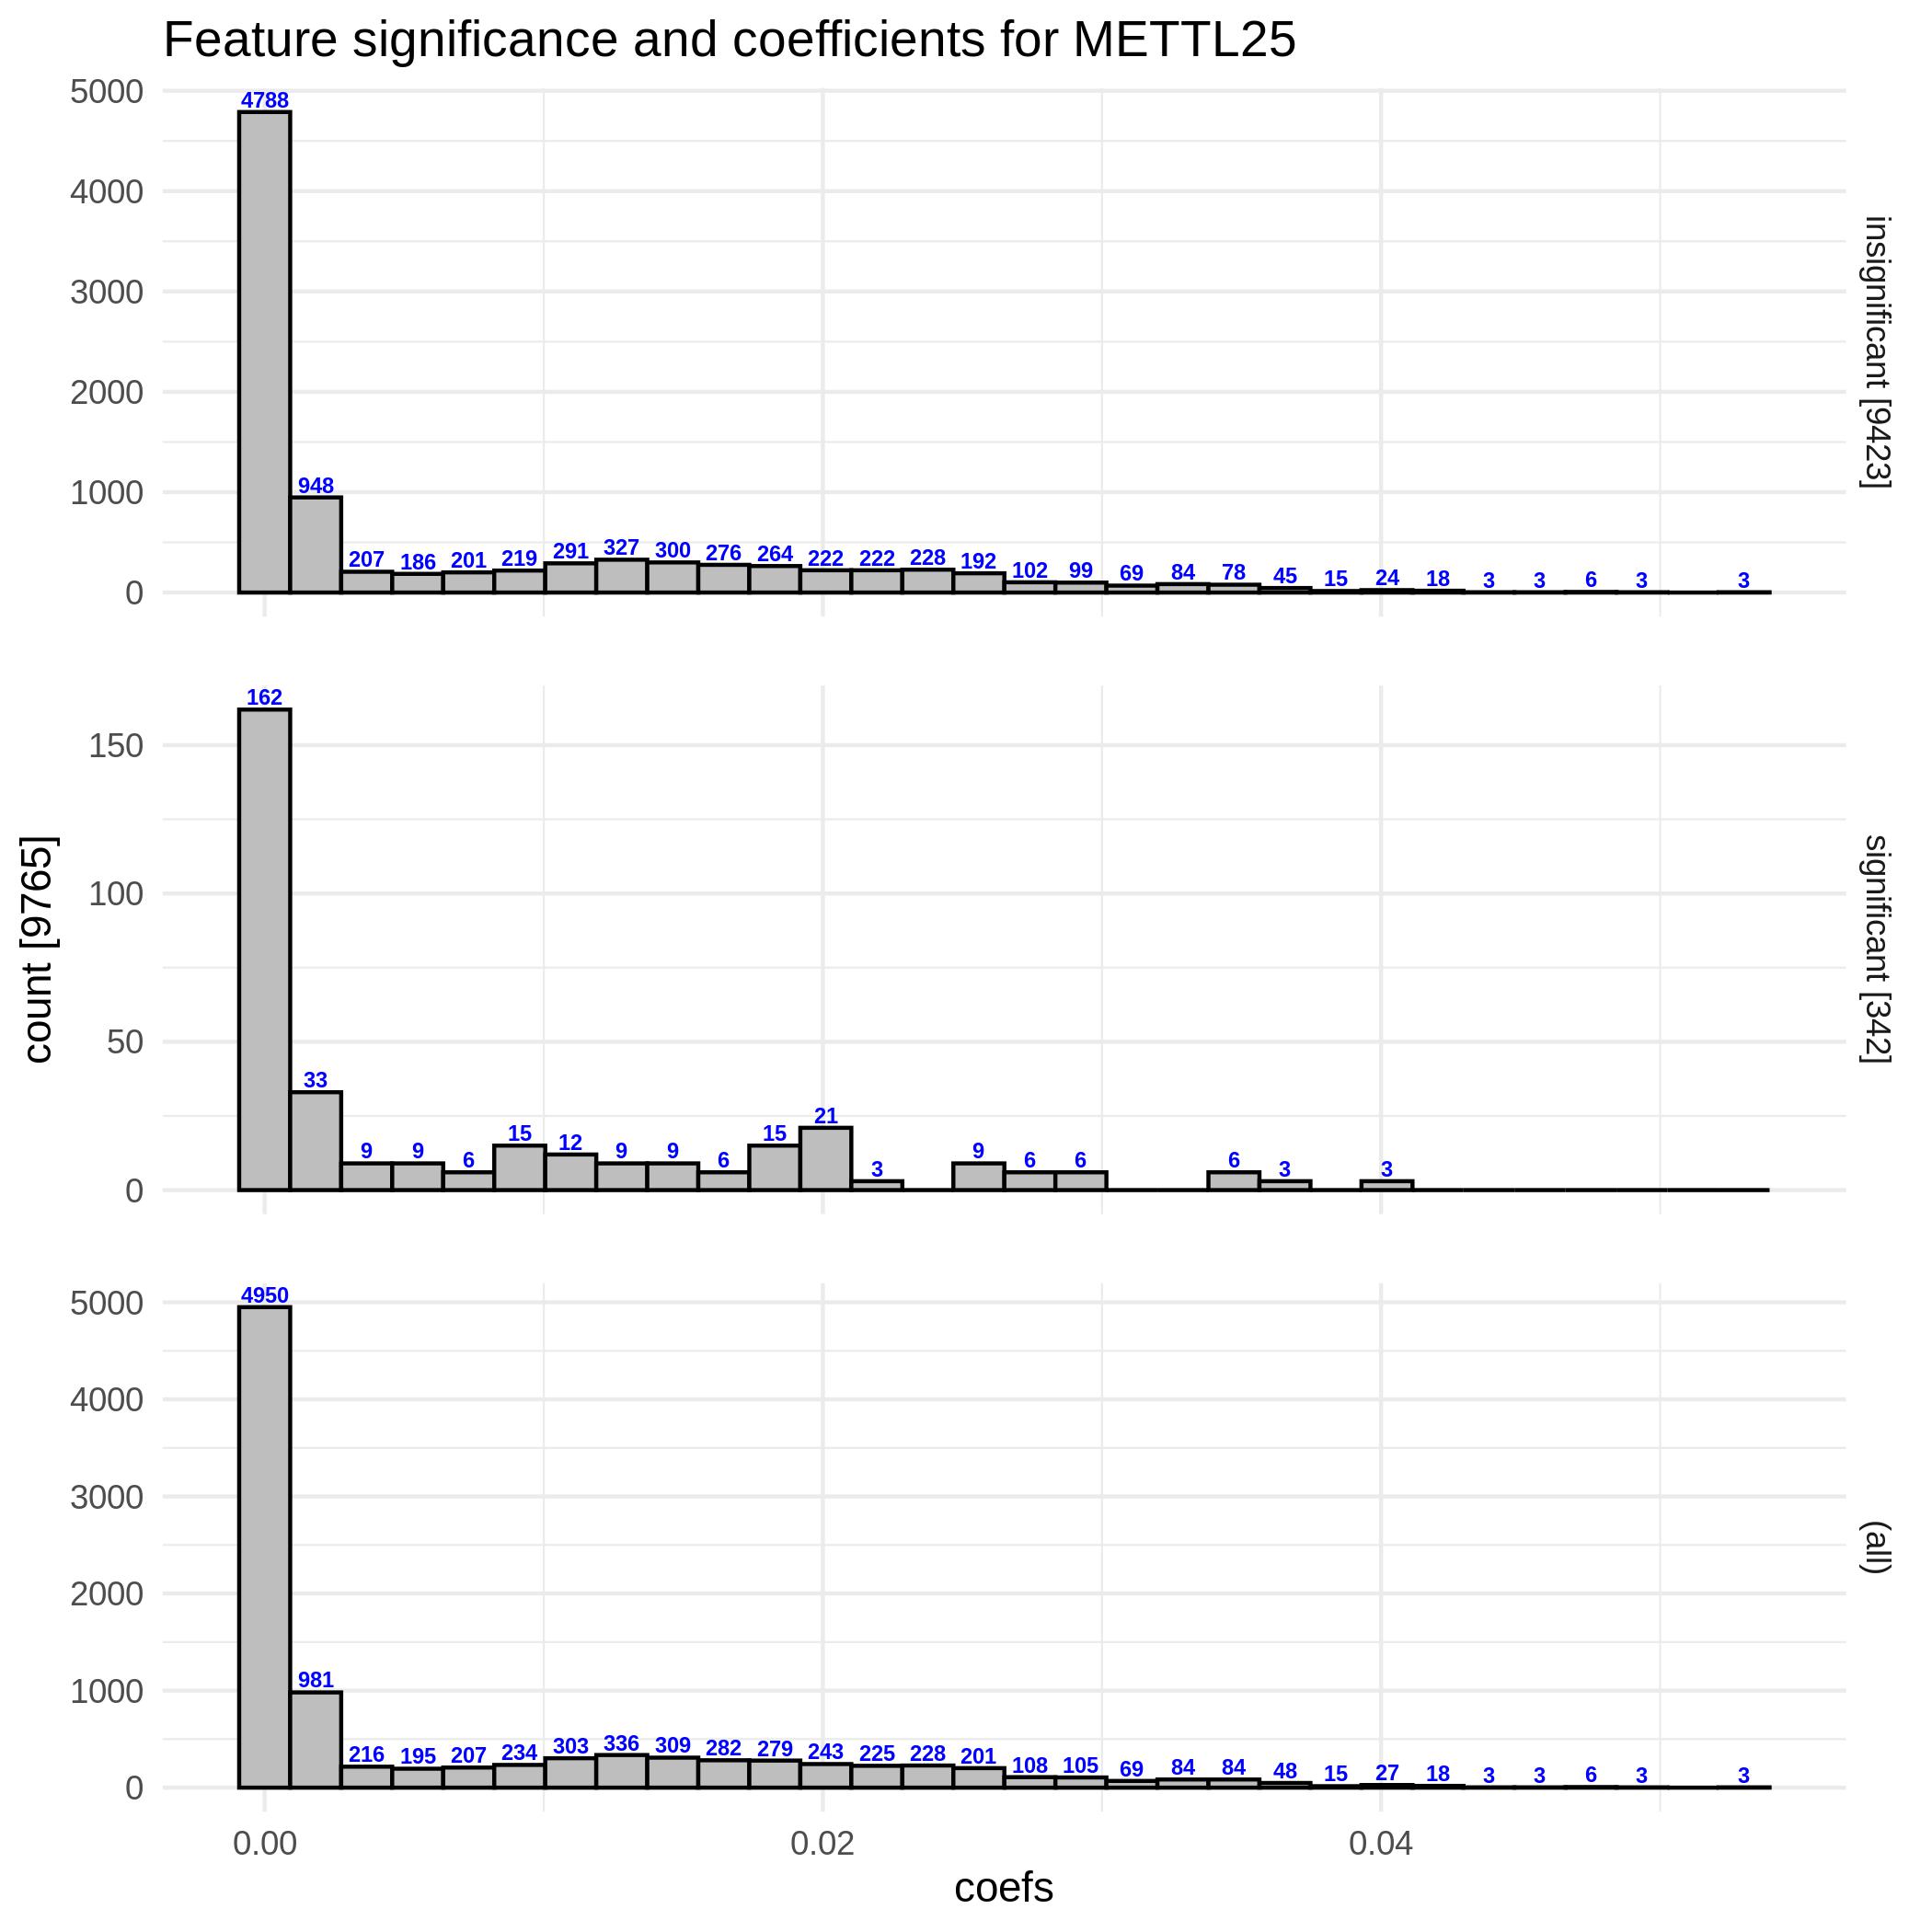 Feature significance and coefficients for METTL25
count [9765]
5000
4000
3000
2000
1000
0
4788
948
207 186 201 219 291 327 300 276 264 222 222 228 192 102 99 69 84 78 45 15 24 18 3 3 6 3 3
insignificant [9423]
150
100
50
0
162
33
9 9 6 15 12 9 9 6 15 21 3 9 6 6 6 3 3
significant [342]
5000
4000
3000
2000
1000
0
4950
981
216 195 207 234 303 336 309 282 279 243 225 228 201 108 105 69 84 84 48 15 27 18 3 3 6 3 3
(all)
0.00 0.02 0.04
coefs